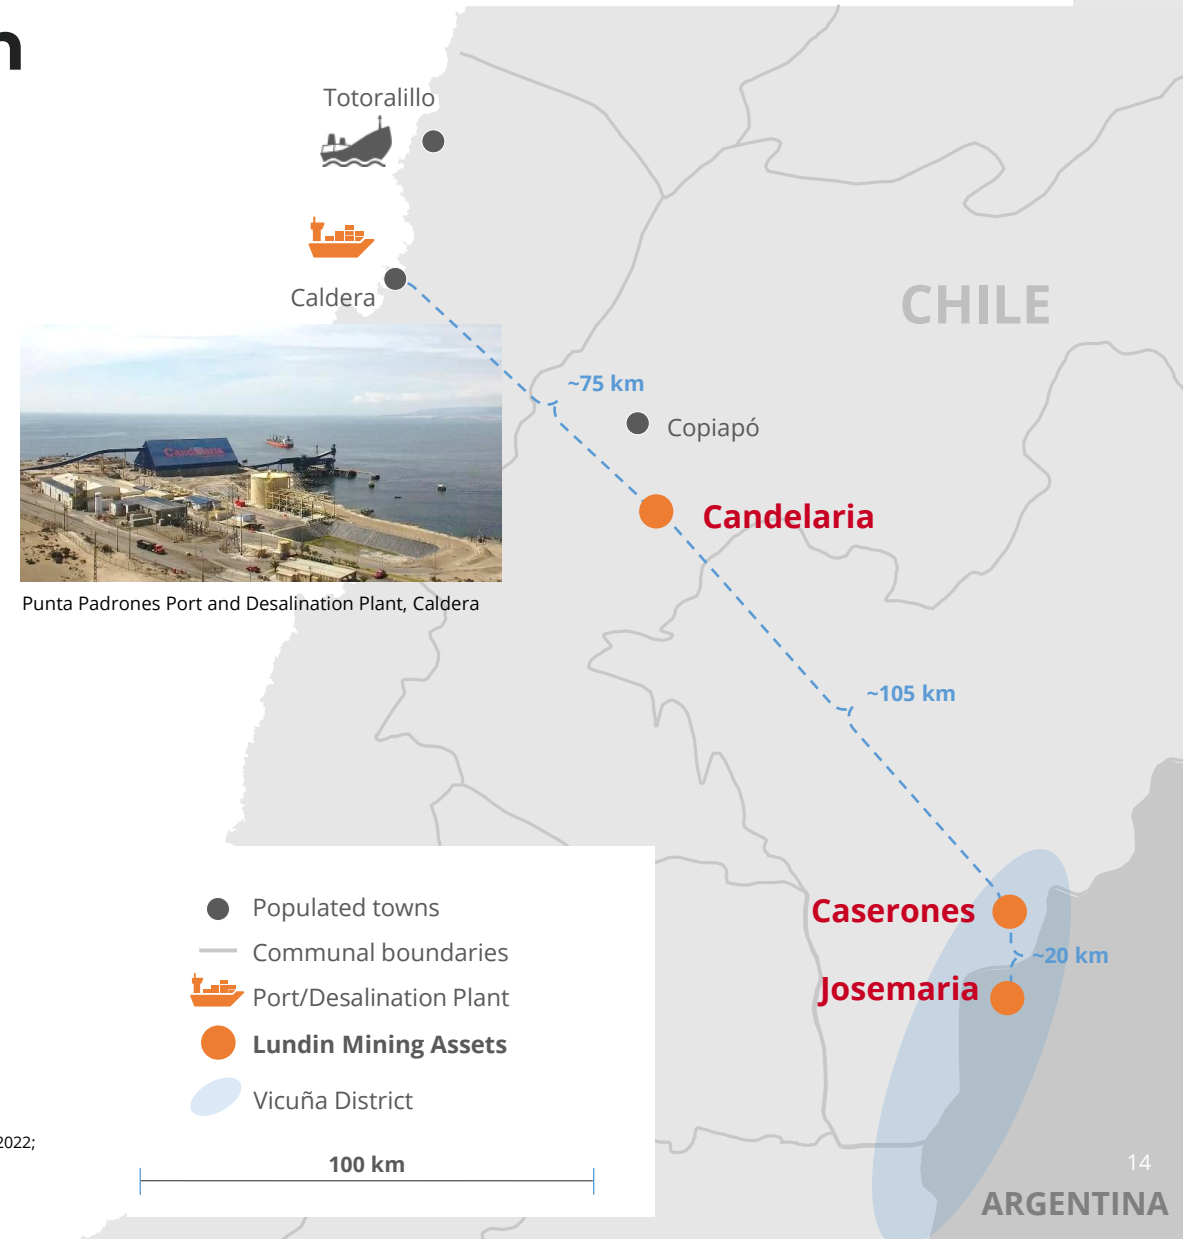 n
Totoralillo
Caldera
CHILE
~75 km
Copiapó
Candelaria
Candelaria
Punta Padrones Port and Desalination Plant, Caldera
~105 km
Caserones
~20 km
Josemaria
Populated towns
Communal boundaries
Port/Desalination Plant
Lundin Mining Assets
Vicuña District
2022;
100 km
14
ARGENTINA